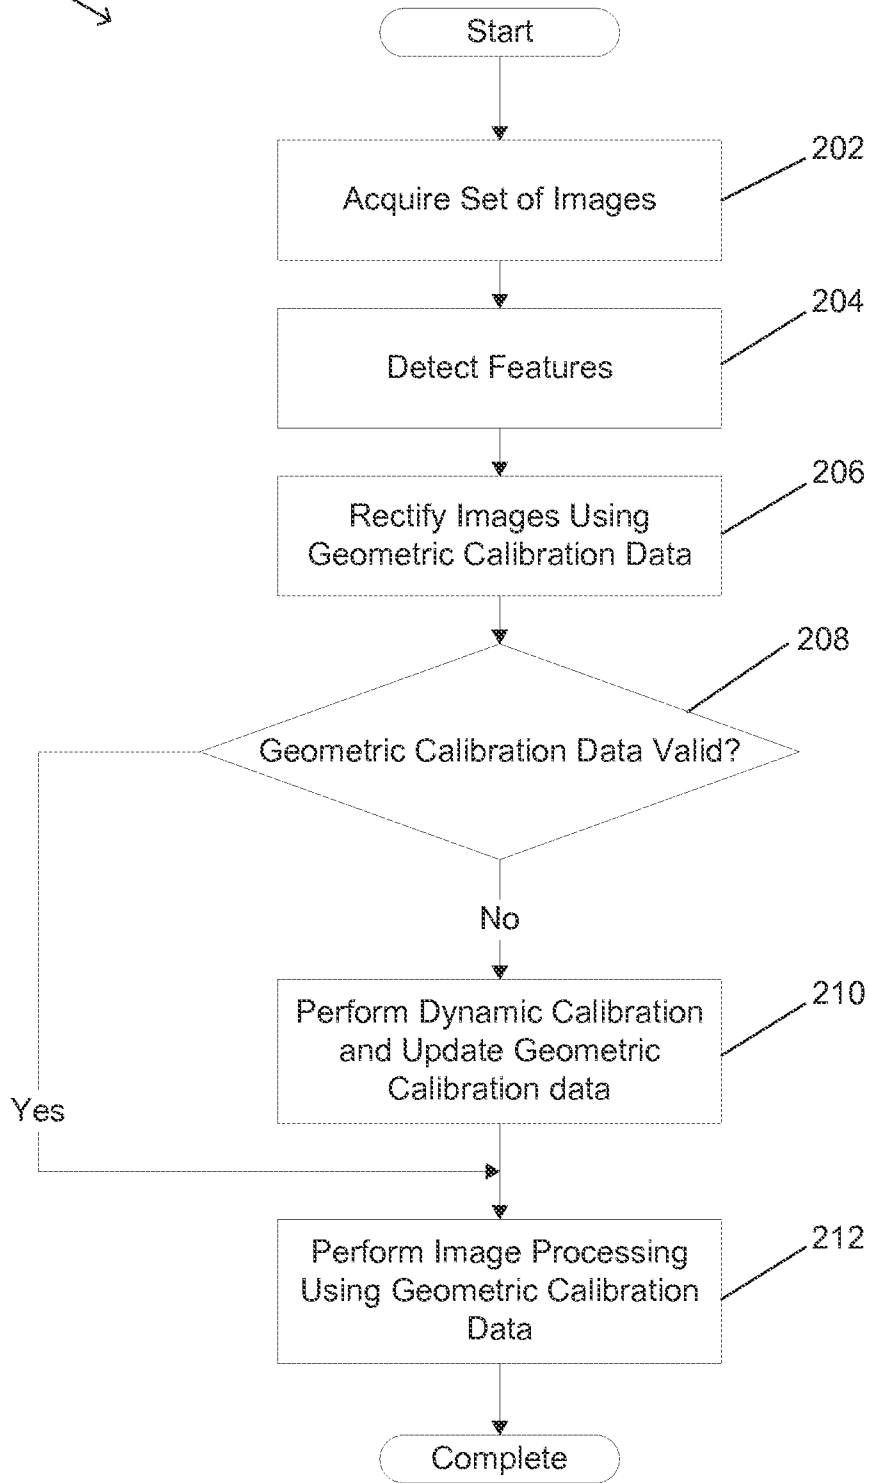 Start
202
Acquire Set of Images
204
Detect Features
206
Rectify Images Using
Geometric Calibration Data
208
Geometric Calibration Data Valid?
No
210
Perform Dynamic Calibration
and Update Geometric
Calibration data
Yes
212
Perform Image Processing
Using Geometric Calibration
Data
Complete